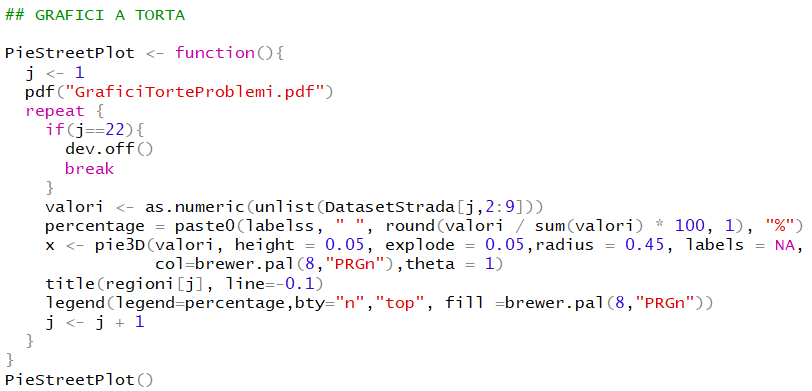 ## GRAFICI A TORTA
PieStreetPlot <- function(){
  j <- 1
  pdf("GraficiTorteProblemi.pdf")
  repeat {
    if(j==22){
      dev.off()
      break
    }
    valori <- as.numeric(unlist(DatasetStrada[j,2:9]))
    percentage = paste0(labelss, " ", round(valori / sum(valori) * 100, 1), "%")
    x <- pie3D(valori, height = 0.05, explode = 0.05,radius = 0.45, labels = NA,
               col=brewer.pal(8,"PRGn"),theta = 1)
    title(regioni[j], line=-0.1)
    legend(legend=percentage,bty="n","top", fill =brewer.pal(8,"PRGn"))
    j <- j + 1
  }
}
PieStreetPlot()